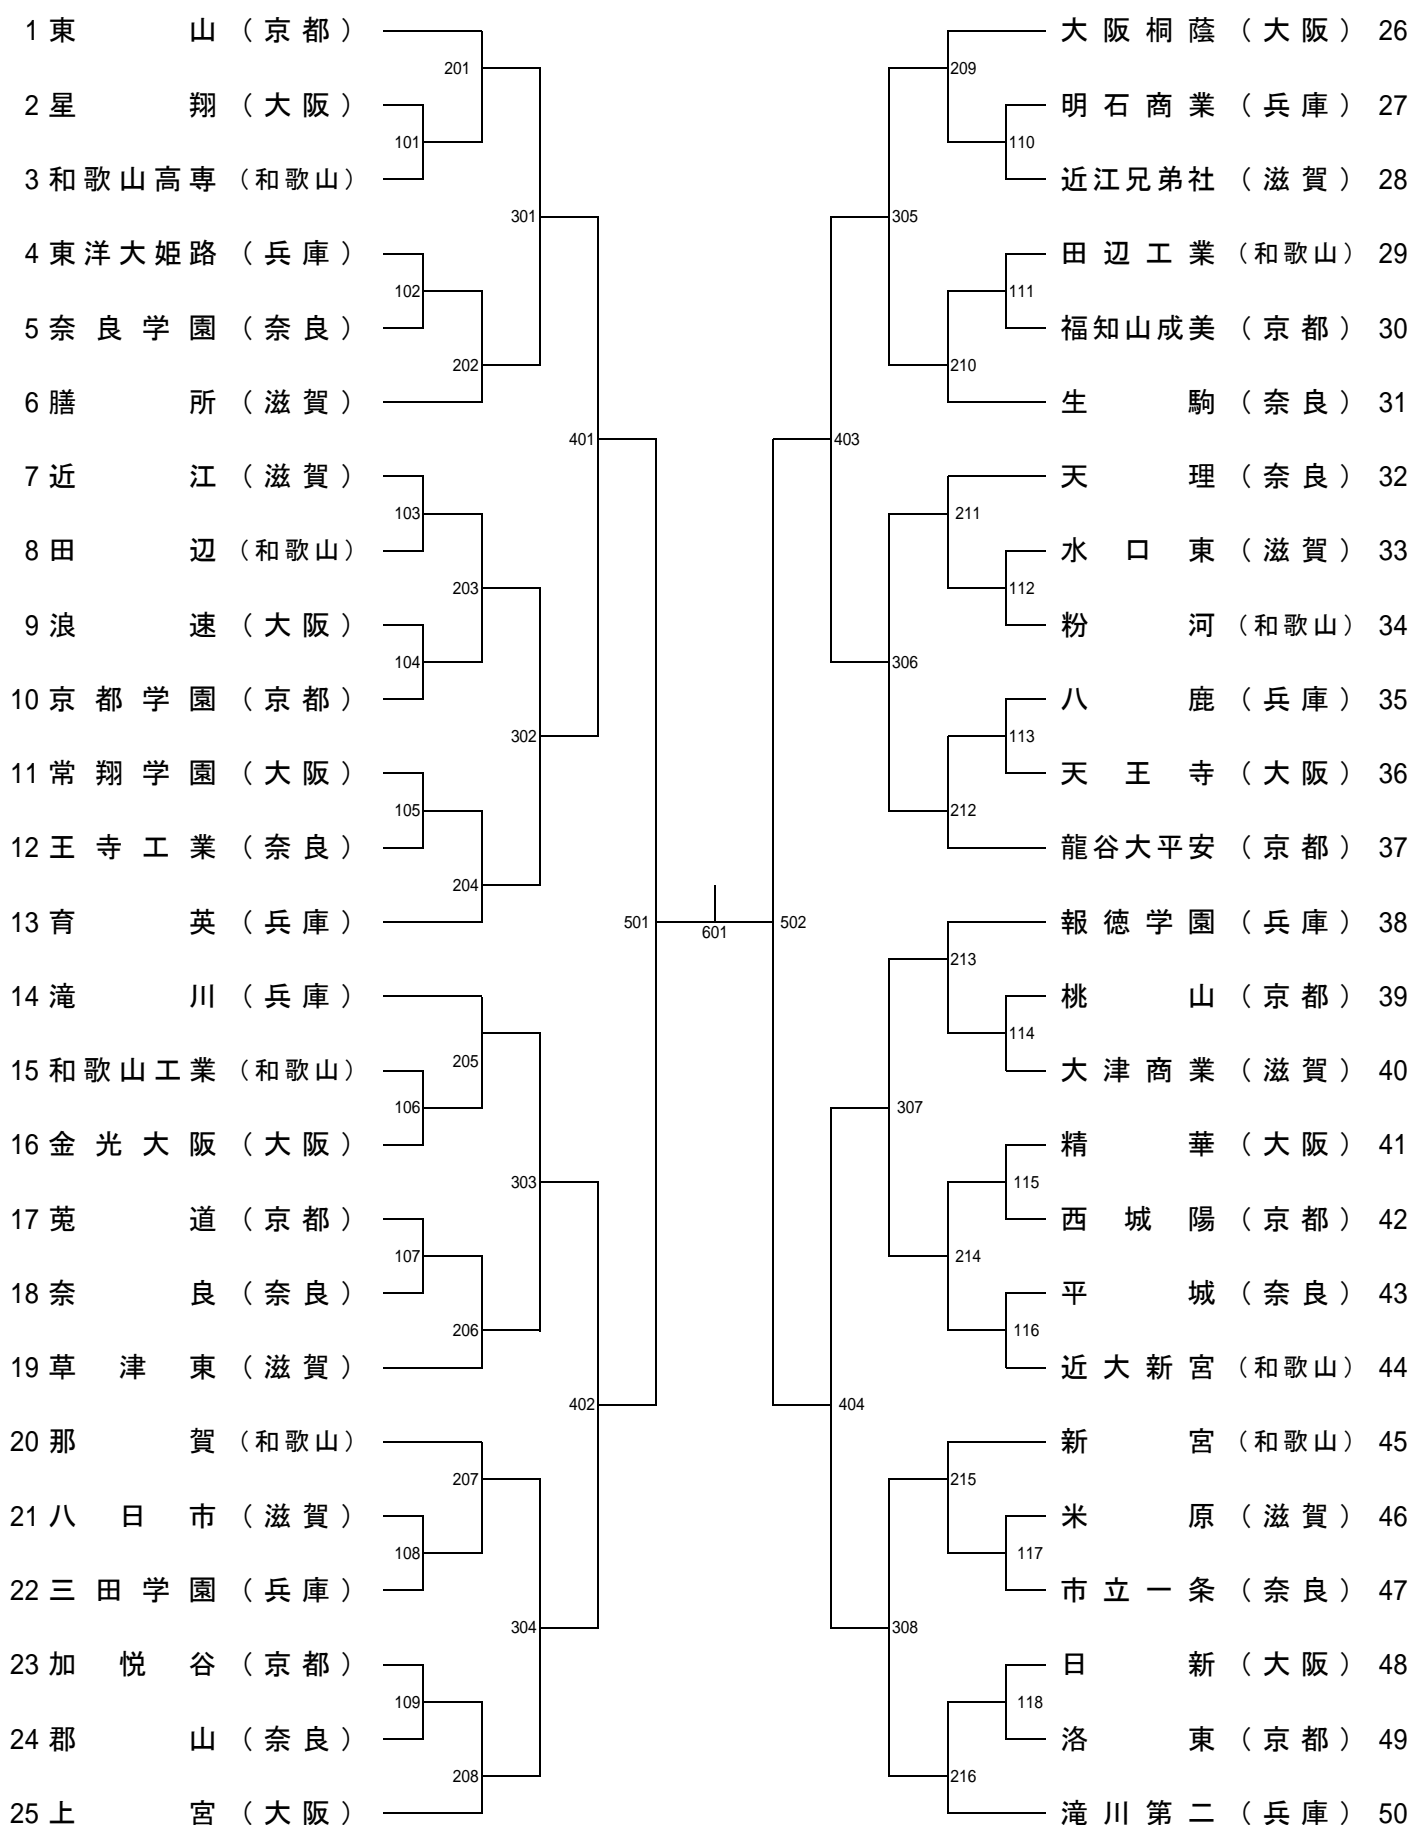 1 東山（京都）
201
2 星翔（大阪）
101
3 和歌山高専（和歌山）
301
4 東洋大姫路（兵庫）
102
5 奈良学園（奈良）
202
6 膳所（滋賀）
401
7 近江（滋賀）
103
8 田辺（和歌山）
203
9 浪速（大阪）
104
10 京都学園（京都）
302
11 常翔学園（大阪）
105
12 王寺工業（奈良）
204
13 育英（兵庫）
501
14 滝川（兵庫）
205
15 和歌山工業（和歌山）
106
16 金光大阪（大阪）
303
17 莵道（京都）
107
18 奈良（奈良）
206
19 草津東（滋賀）
402
20 那賀（和歌山）
207
21 八日市（滋賀）
108
22 三田学園（兵庫）
304
23 加悦谷（京都）
109
24 郡山（奈良）
208
25 上宮（大阪）
601
大阪桐蔭（大阪） 26
209
明石商業（兵庫） 27
110
近江兄弟社（滋賀） 28
305
田辺工業（和歌山） 29
111
福知山成美（京都） 30
210
生駒（奈良） 31
403
天理（奈良） 32
211
水口東（滋賀） 33
112
粉河（和歌山） 34
306
八鹿（兵庫） 35
113
天王寺（大阪） 36
212
龍谷大平安（京都） 37
502
報徳学園（兵庫） 38
213
桃山（京都） 39
114
大津商業（滋賀） 40
307
精華（大阪） 41
115
西城陽（京都） 42
214
平城（奈良） 43
116
近大新宮（和歌山） 44
404
新宮（和歌山） 45
215
米原（滋賀） 46
117
市立一条（奈良） 47
308
日新（大阪） 48
118
洛東（京都） 49
216
滝川第二（兵庫） 50